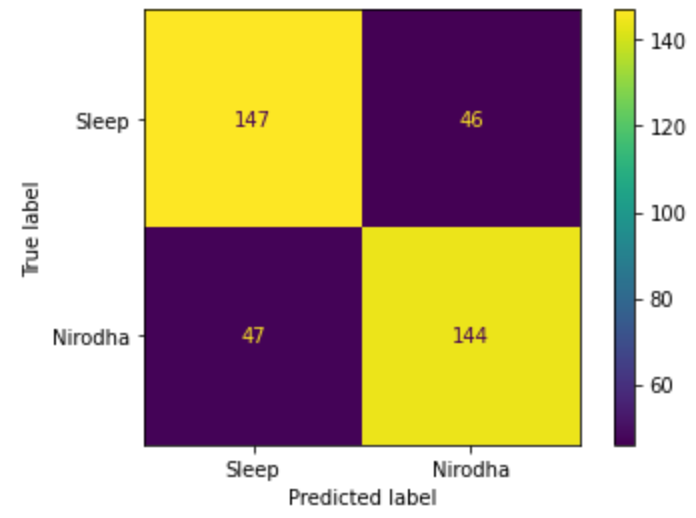 Sleep
147
46
Nirodha
47
144
Sleep
Nirodha
Predicted label
True label
140
120
100
80
60